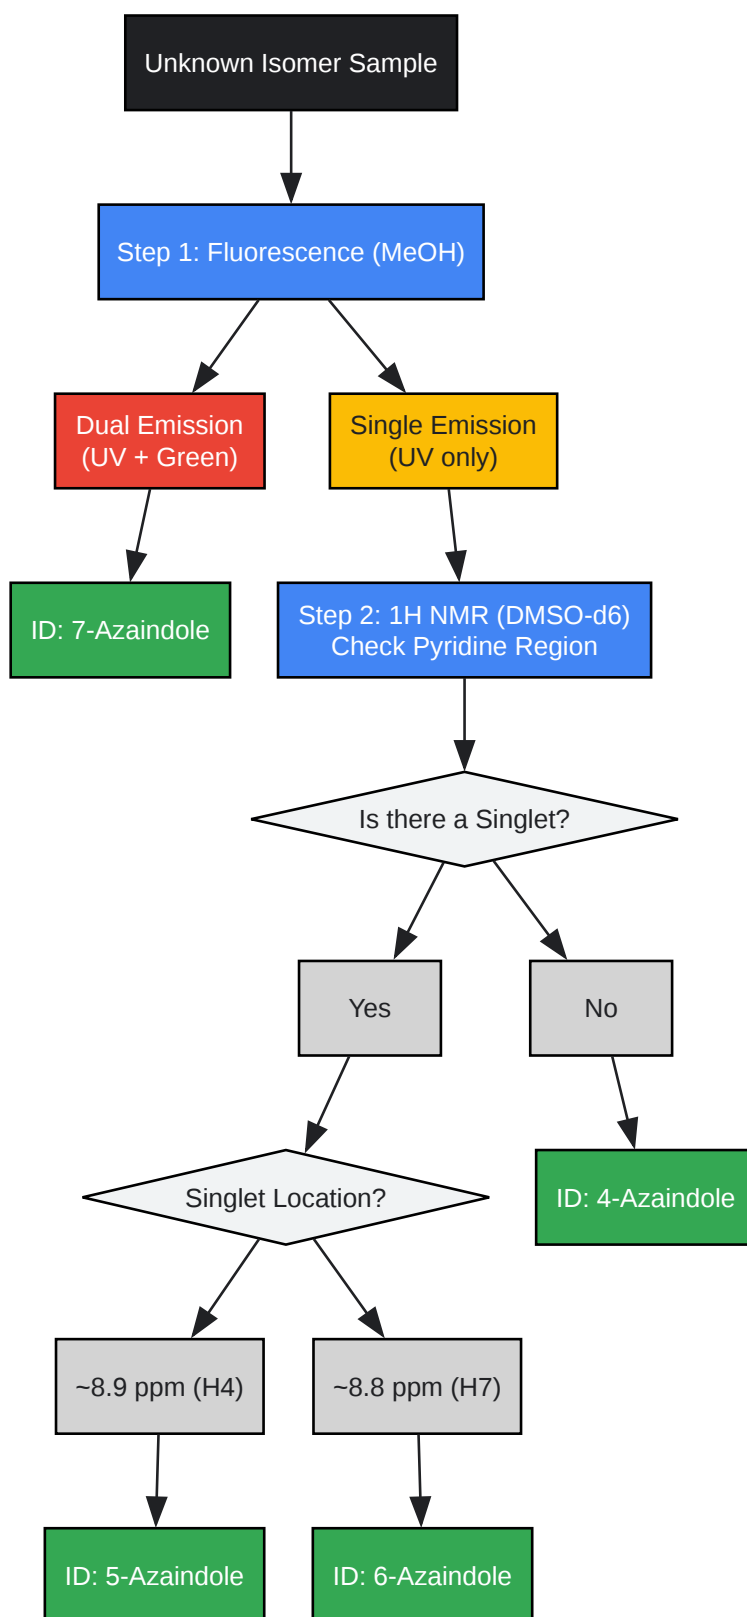 Unknown Isomer Sample
Step 1: Fluorescence (MeOH)
Dual Emission
(UV + Green)
Single Emission
(UV only)
ID: 7-Azaindole
Step 2: 1H NMR (DMSO-d6)
Check Pyridine Region
Is there a Singlet?
Yes
No
Singlet Location?
ID: 4-Azaindole
~8.9 ppm (H4)
~8.8 ppm (H7)
ID: 5-Azaindole
ID: 6-Azaindole